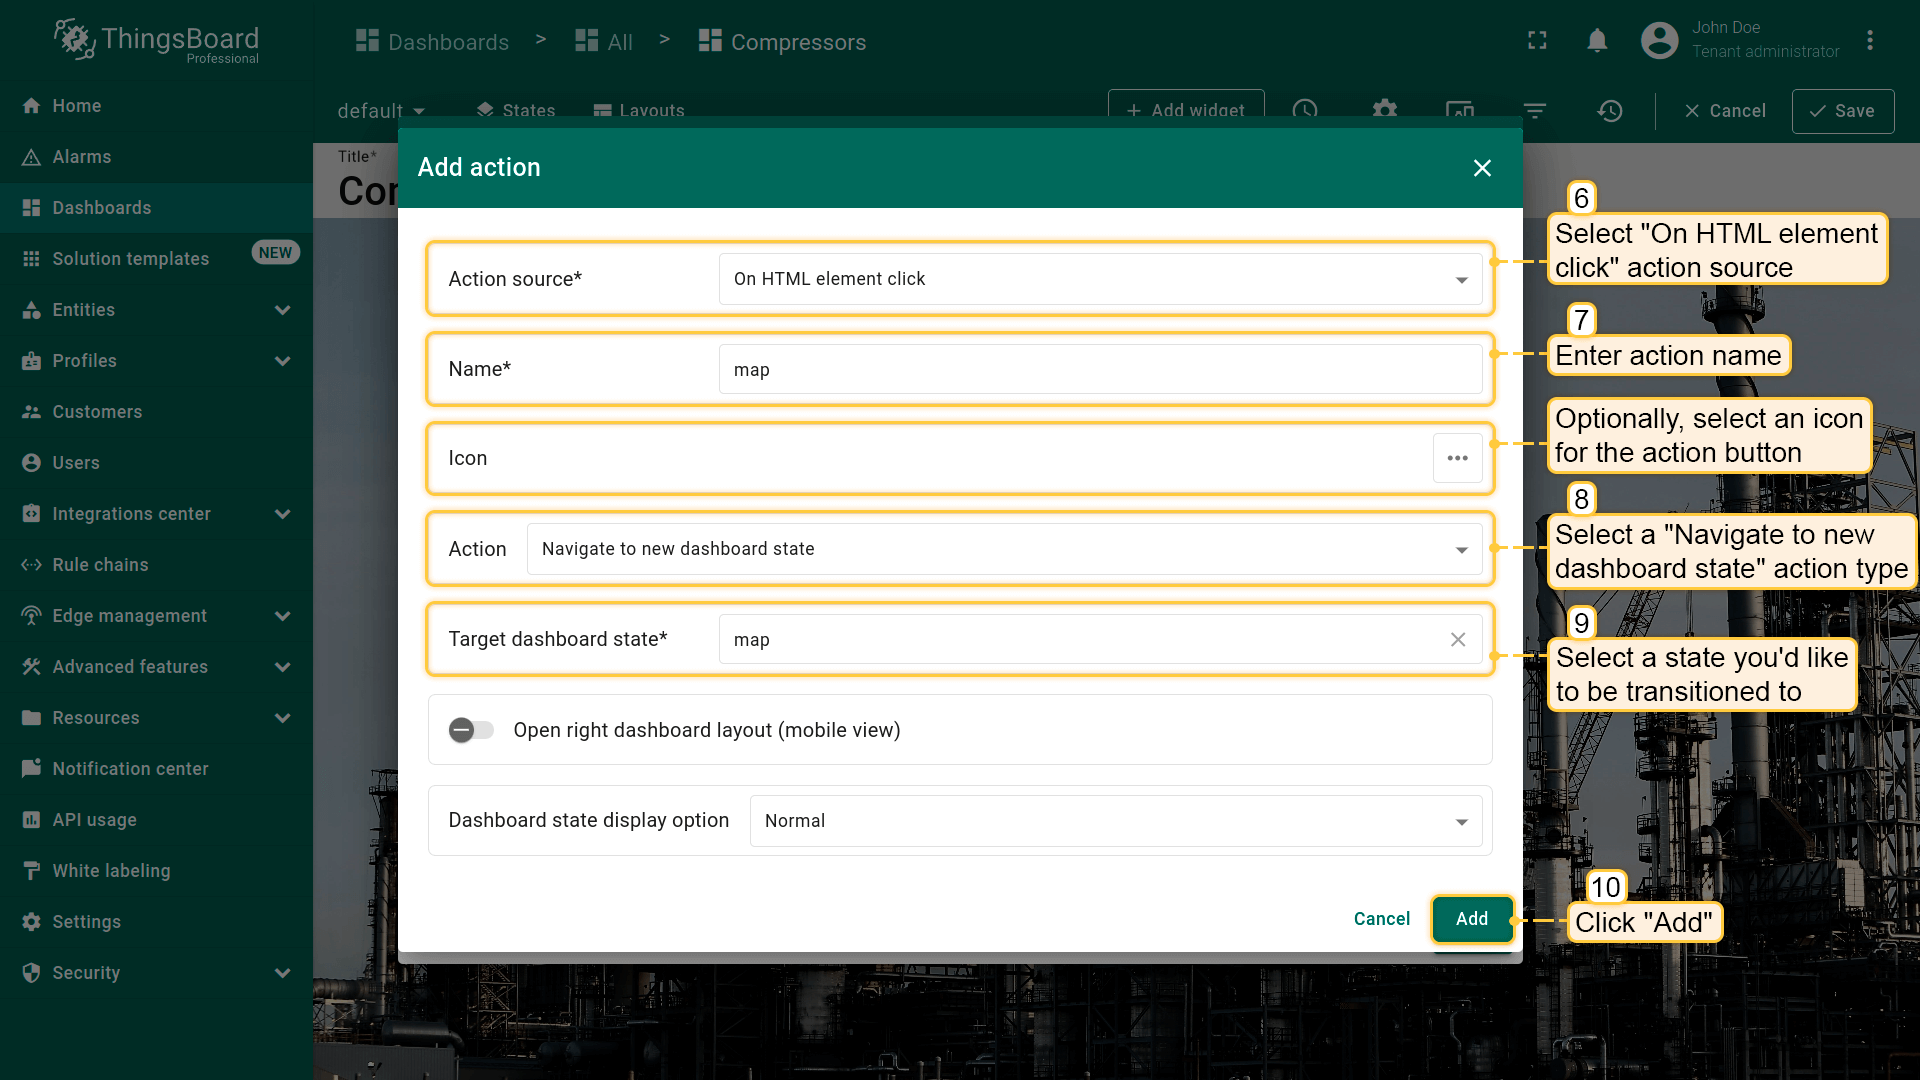 ThingsBoard
Professional
Dashboards > All > Compressors
John Doe
Tenant administrator
Home
Alarms
Dashboards
Solution templates NEW
Entities
Profiles
Customers
Users
Integrations center
Rule chains
Edge management
Advanced features
Resources
Notification center
API usage
White labeling
Settings
Security
default States Layouts + Add widget Cancel Save
Title*
Add action
Action source* On HTML element click
Name* map
Icon
Action Navigate to new dashboard state
Target dashboard state* map
Open right dashboard layout (mobile view)
Dashboard state display option Normal
Cancel Add
6
Select "On HTML element
click" action source
7
Enter action name
Optionally, select an icon
for the action button
8
Select a "Navigate to new
dashboard state" action type
9
Select a state you'd like
to be transitioned to
10
Click "Add"